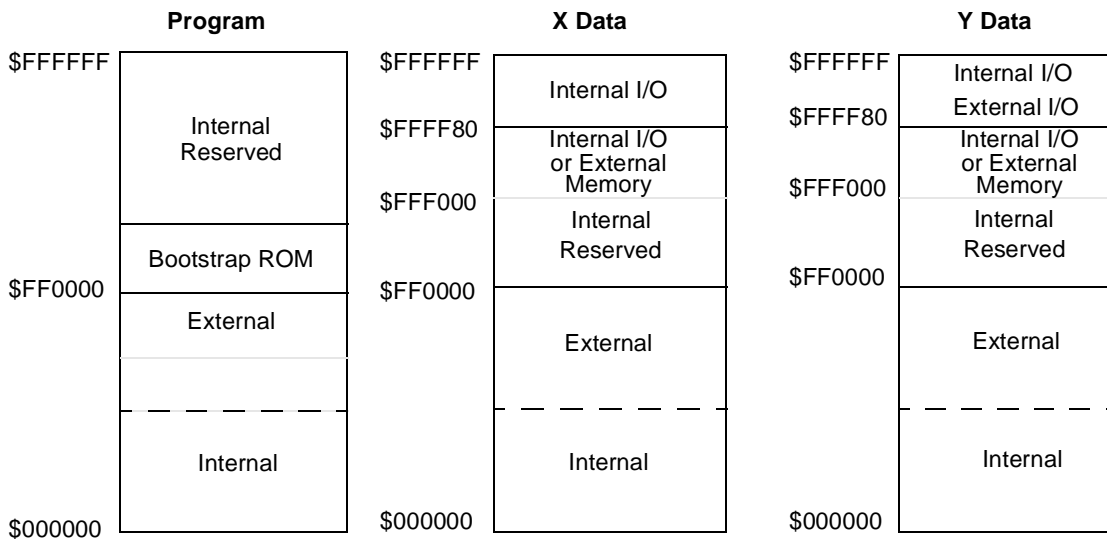 Program
$FFFFFF
Internal
Reserved
Bootstrap ROM
$FF0000
External
Internal
$000000
X Data
$FFFFFF
Internal I/O
$FFFF80
Internal I/O
or External
Memory
$FFF000
Internal
Reserved
$FF0000
External
Internal
$000000
Y Data
$FFFFFF
Internal I/O
External I/O
$FFFF80
Internal I/O
or External
Memory
$FFF000
Internal
Reserved
$FF0000
External
Internal
$000000